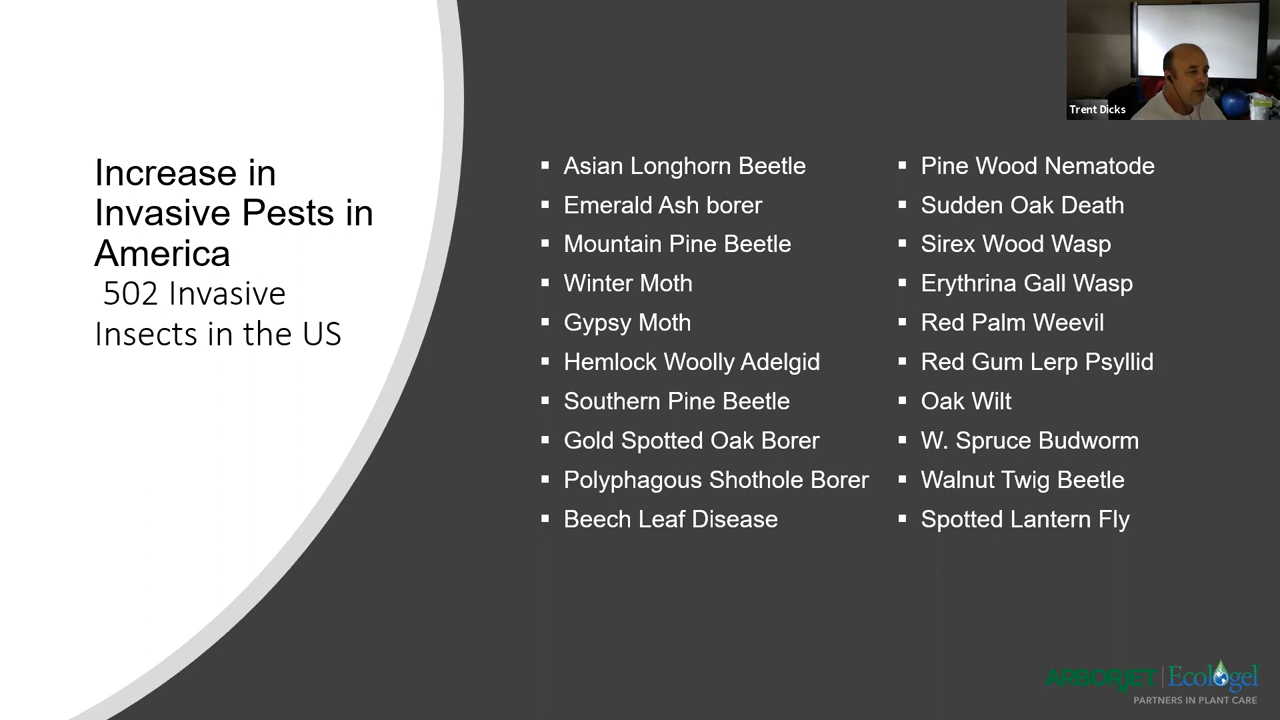 Increase in
Invasive Pests in
America
502 Invasive
Insects in the US
▪ Asian Longhorn Beetle
▪ Emerald Ash borer
▪ Mountain Pine Beetle
▪ Winter Moth
▪ Gypsy Moth
▪ Hemlock Woolly Adelgid
▪ Southern Pine Beetle
▪ Gold Spotted Oak Borer
▪ Polyphagous Shothole Borer
▪ Beech Leaf Disease
▪ Pine Wood Nematode
▪ Sudden Oak Death
▪ Sirex Wood Wasp
▪ Erythrina Gall Wasp
▪ Red Palm Weevil
▪ Red Gum Lerp Psyllid
▪ Oak Wilt
▪ W. Spruce Budworm
▪ Walnut Twig Beetle
▪ Spotted Lantern Fly
Trent Dicks
ARBORJET | Ecologel
PARTNERS IN PLANT CARE